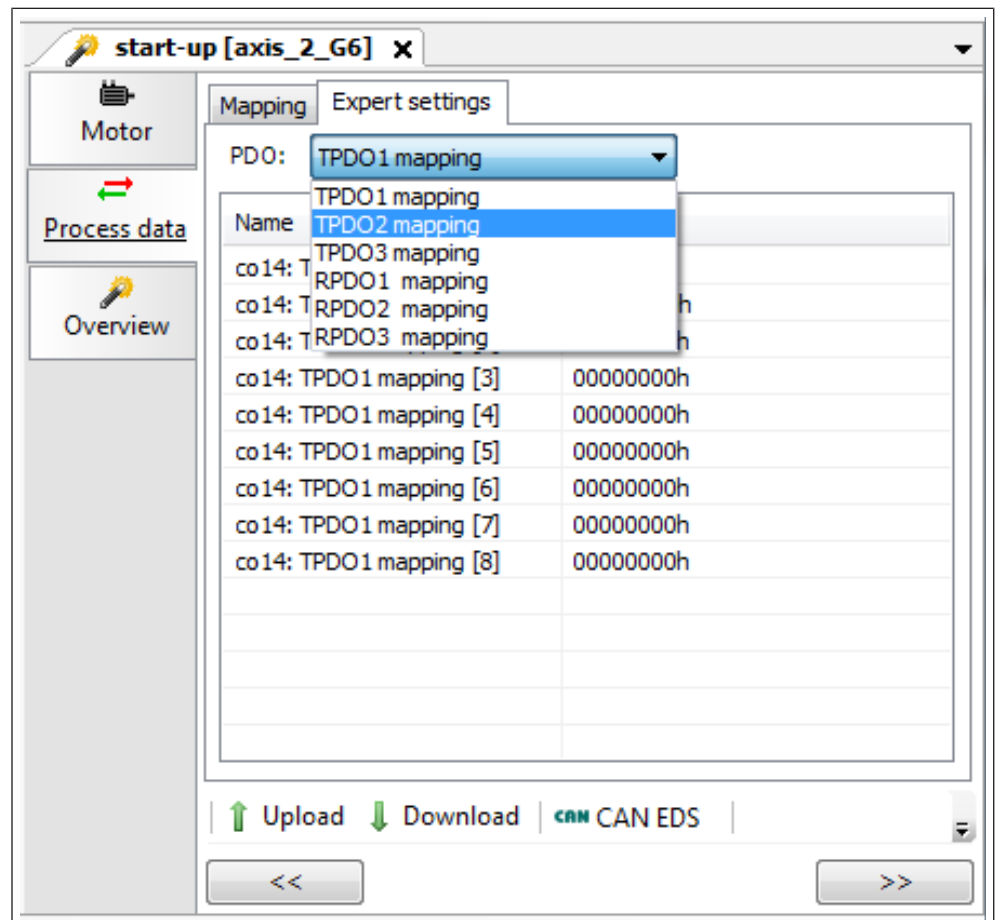 start-up [axis_2_G6]
Motor
Process data
Overview
Mapping Expert settings
PDO: TPDO1 mapping
TPDO1 mapping
TPDO2 mapping
TPDO3 mapping
RPDO1 mapping
RPDO2 mapping
RPDO3 mapping
Name
co14: T
co14: T h
co14: T h
co14: TPDO1 mapping [3] 00000000h
co14: TPDO1 mapping [4] 00000000h
co14: TPDO1 mapping [5] 00000000h
co14: TPDO1 mapping [6] 00000000h
co14: TPDO1 mapping [7] 00000000h
co14: TPDO1 mapping [8] 00000000h
Upload Download CAN CAN EDS
<< >>